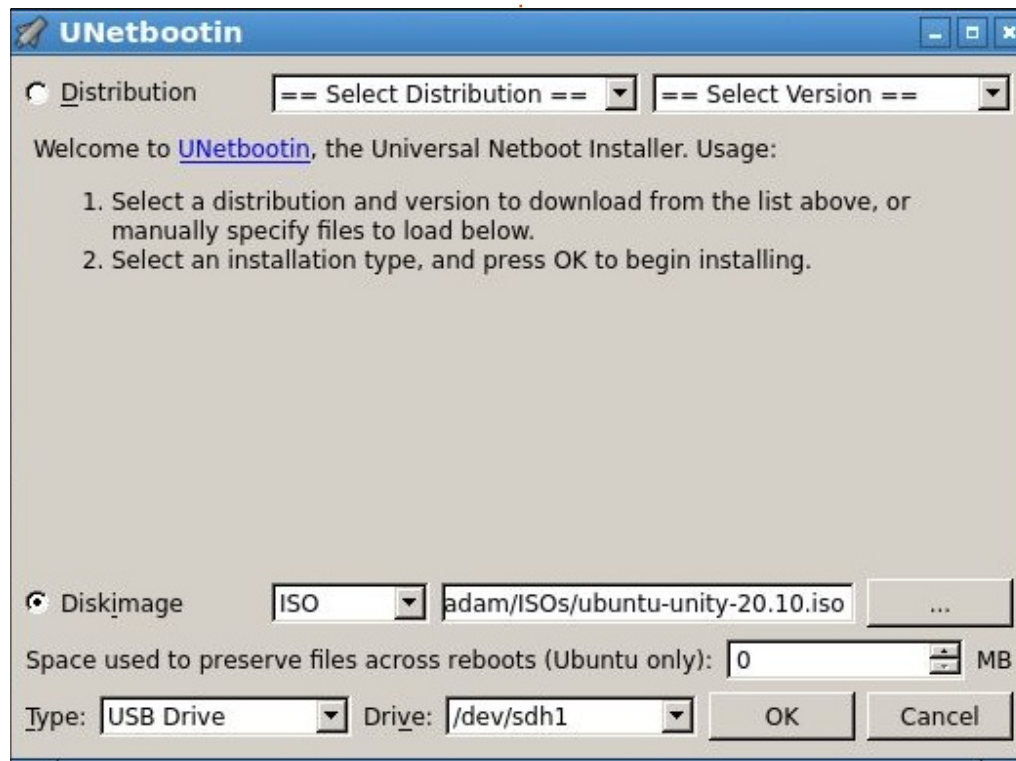 UNetbootin
Distribution == Select Distribution == == Select Version ==
Welcome to UNetbootin, the Universal Netboot Installer. Usage:
1. Select a distribution and version to download from the list above, or
manually specify files to load below.
2. Select an installation type, and press OK to begin installing.
Diskimage ISO adam/ISOs/ubuntu-unity-20.10.iso ...
Space used to preserve files across reboots (Ubuntu only): 0 MB
Type: USB Drive Drive: /dev/sdh1 OK Cancel